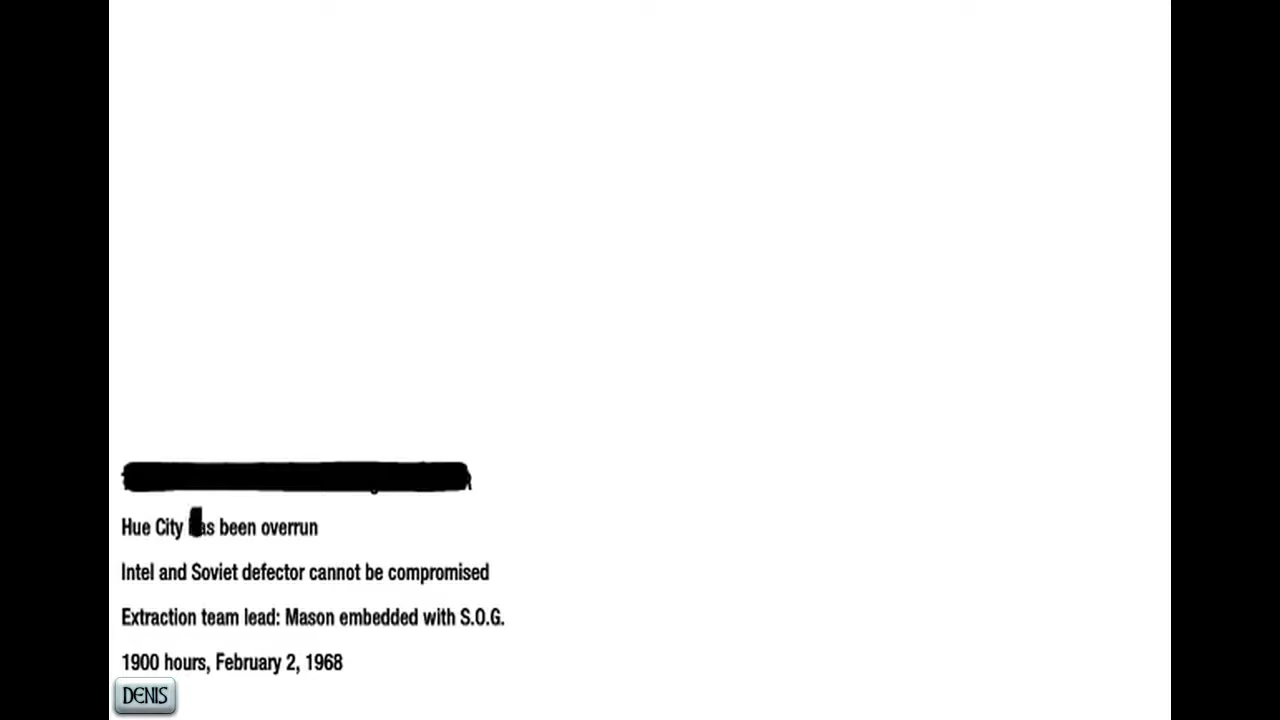 Hue City has been overrun
Intel and Soviet defector cannot be compromised
Extraction team lead: Mason embedded with S.O.G.
1900 hours, February 2, 1968
DENIS